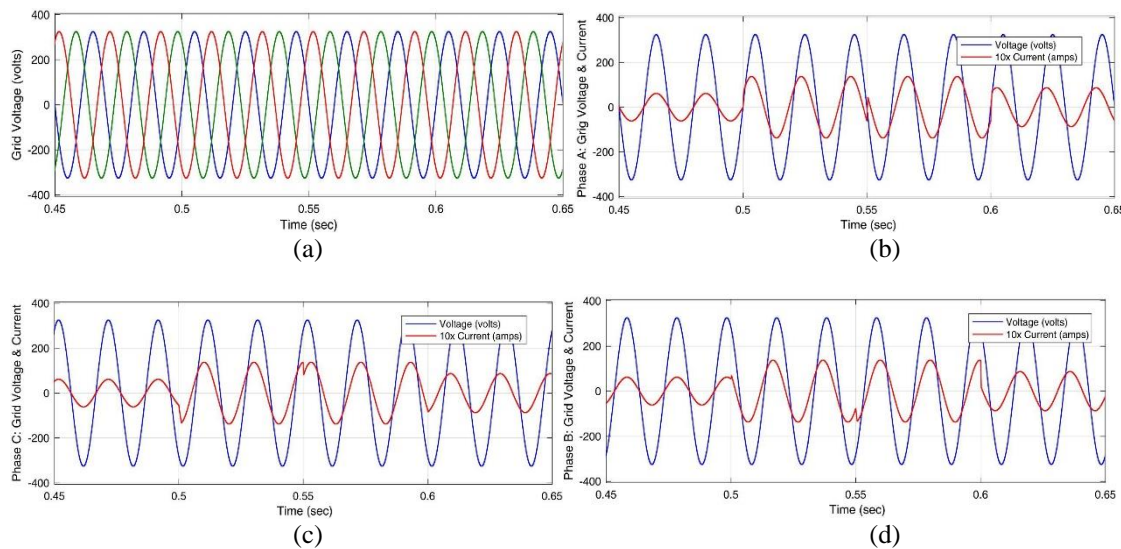 Grid Voltage (volts)
400
200
0
-200
-400
0.45
0.5
0.55
0.6
0.65
Time (sec)
(a)
Phase A: Grig Voltage & Current
400
200
0
-200
-400
Voltage (volts)
10x Current (amps)
0.45
0.5
0.55
0.6
0.65
Time (sec)
(b)
Phase C: Grid Voltage & Current
400
200
0
-200
-400
Voltage (volts)
10x Current (amps)
0.45
0.5
0.55
0.6
0.65
Time (sec)
(c)
Phase B: Grid Voltage & Current
400
200
0
-200
-400
Voltage (volts)
10x Current (amps)
0.45
0.5
0.55
0.6
0.65
Time (sec)
(d)